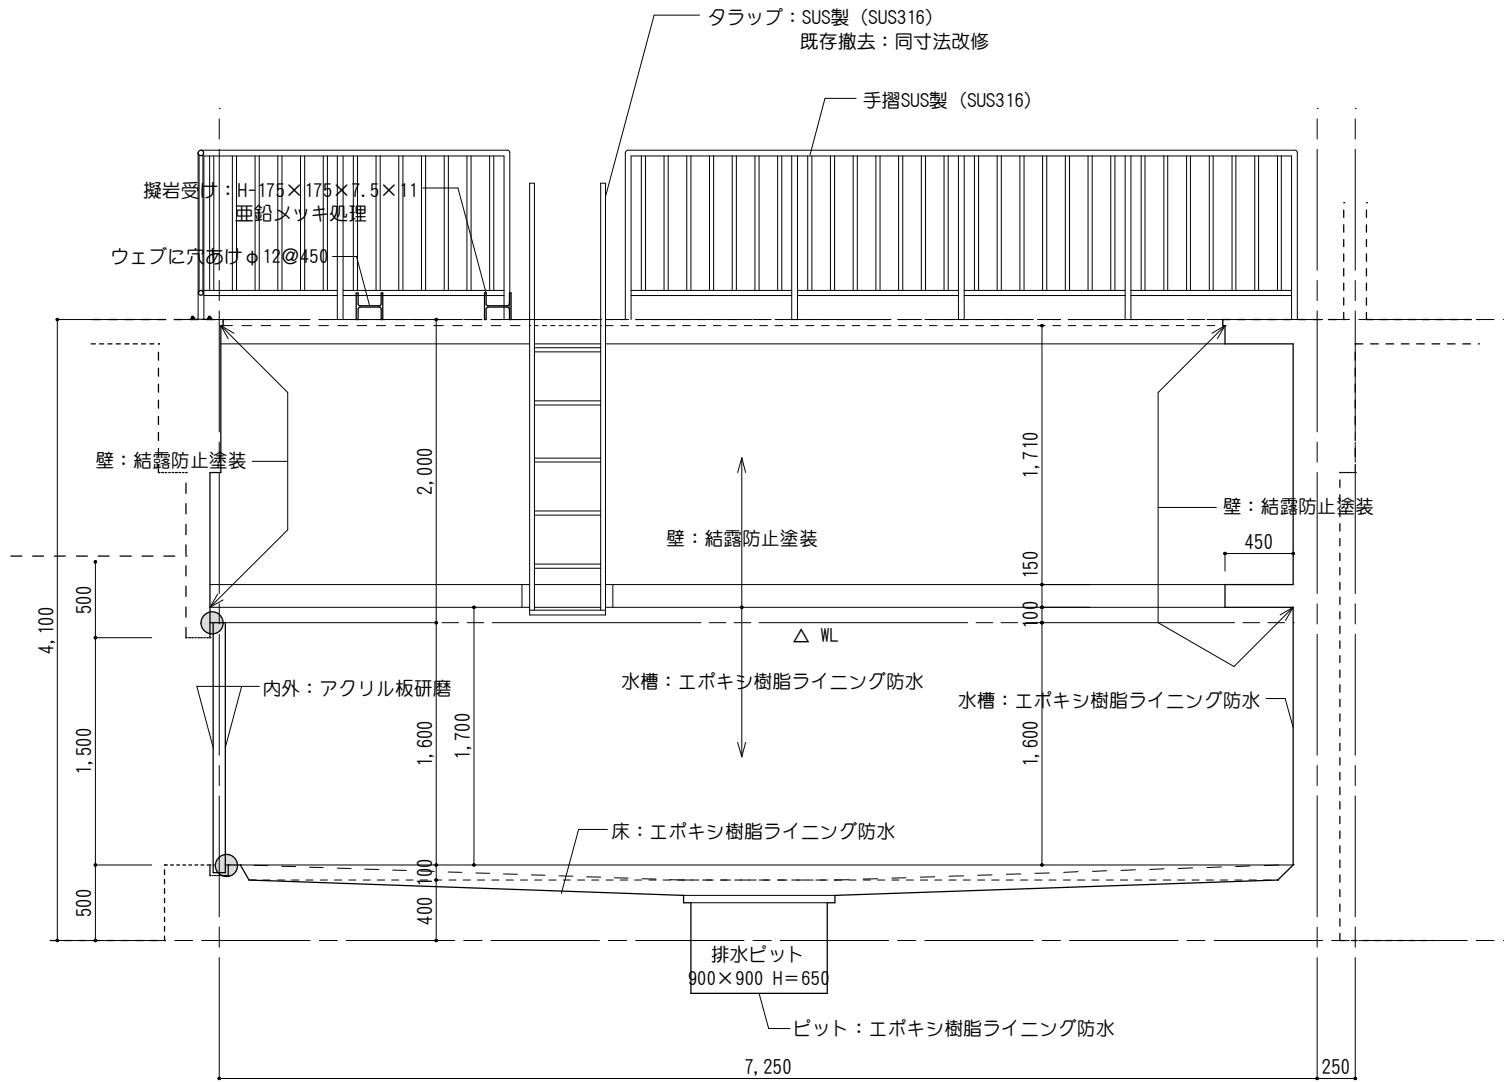 タラップ：SUS製（SUS316）
既存撤去：同寸法改修
手摺SUS製（SUS316）
擬岩受け：H-175×175×7.5×11
亜鉛メッキ処理
ウェブに穴あけφ12@450
壁：結露防止塗装
2,000
1,710
壁：結露防止塗装
壁：結露防止塗装
450
150
500
4,100
100
△ WL
内外：アクリル板研磨
水槽：エポキシ樹脂ライニング防水
水槽：エポキシ樹脂ライニング防水
1,500
1,600
1,700
1,600
床：エポキシ樹脂ライニング防水
100
500
400
排水ピット
900×900 H＝650
ピット：エポキシ樹脂ライニング防水
7,250
250